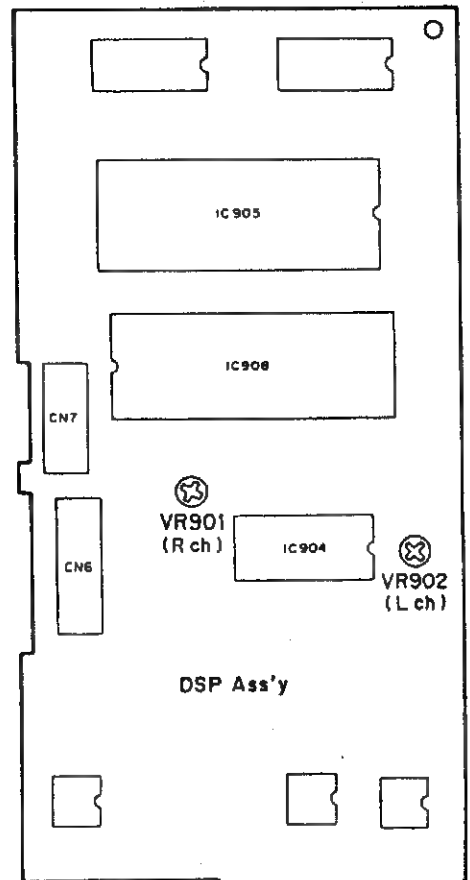 IC905
IC908
CN7
VR901
(R ch)
IC904
CN6
VR902
(L ch)
DSP Ass'y